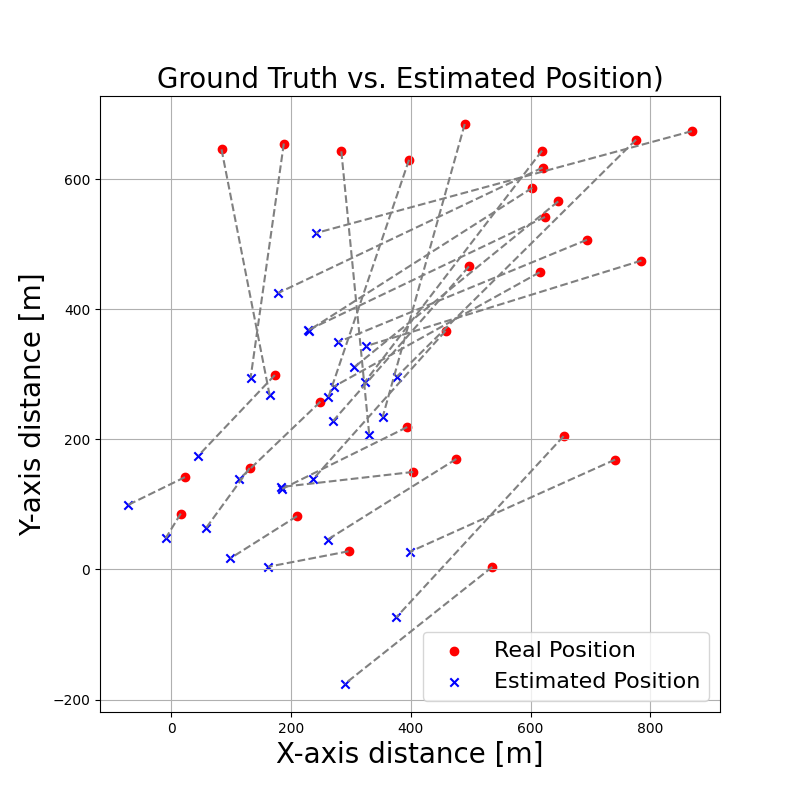 Ground Truth vs. Estimated Position)
Y-axis distance [m]
600
400
200
0
−200
0 200 400 600 800
X-axis distance [m]
Real Position
Estimated Position